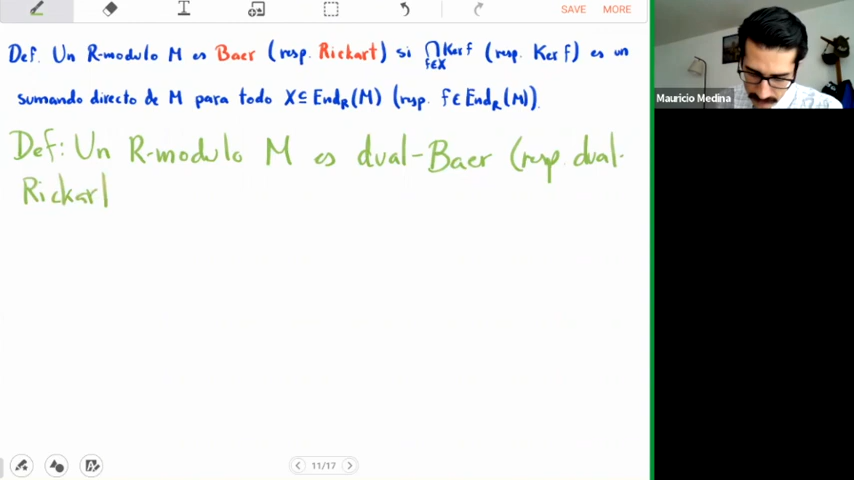 SAVE MORE
Def. Un R-modulo M es Baer (resp. Rickart) si ⋂_{f∈X} Ker f (resp. Ker f) es un
sumando directo de M para todo X ⊆ End_R(M) (resp. f ∈ End_R(M)).
Def: Un R-modulo M es dual-Baer (resp. dual-
Rickart
11/17
Mauricio Medina